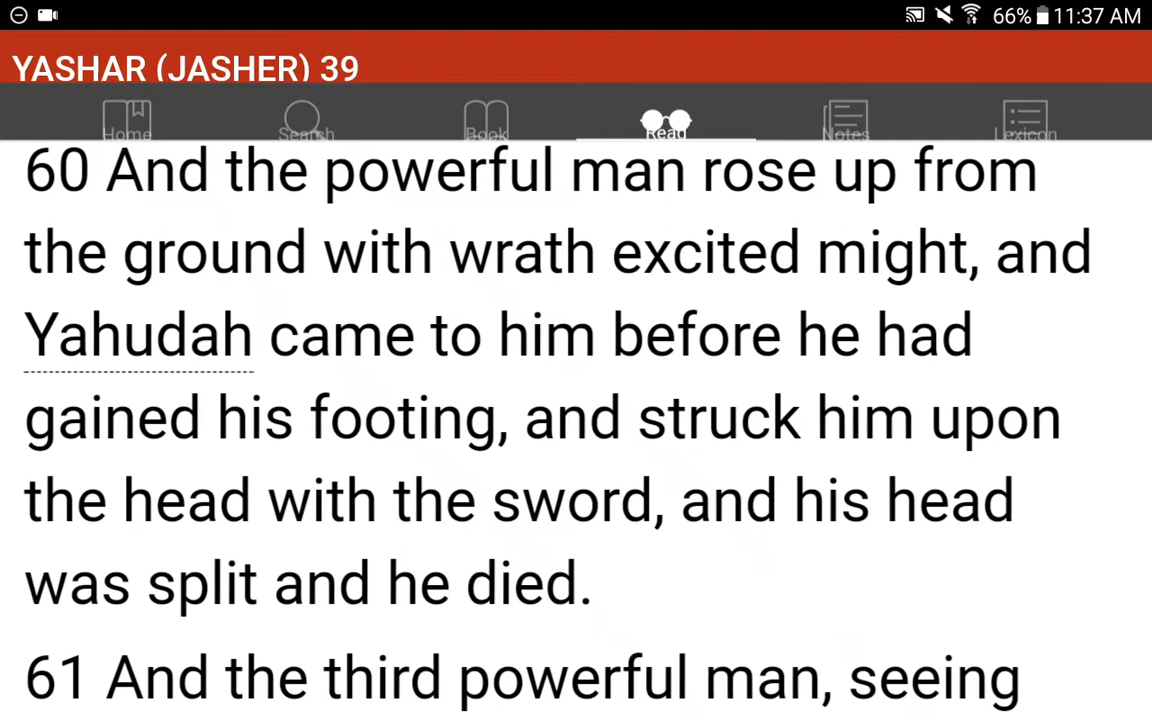 66% 11:37 AM
YASHAR (JASHER) 39
Home Search Book Read Notes Lexicon
60 And the powerful man rose up from
the ground with wrath excited might, and
Yahudah came to him before he had
gained his footing, and struck him upon
the head with the sword, and his head
was split and he died.
61 And the third powerful man, seeing